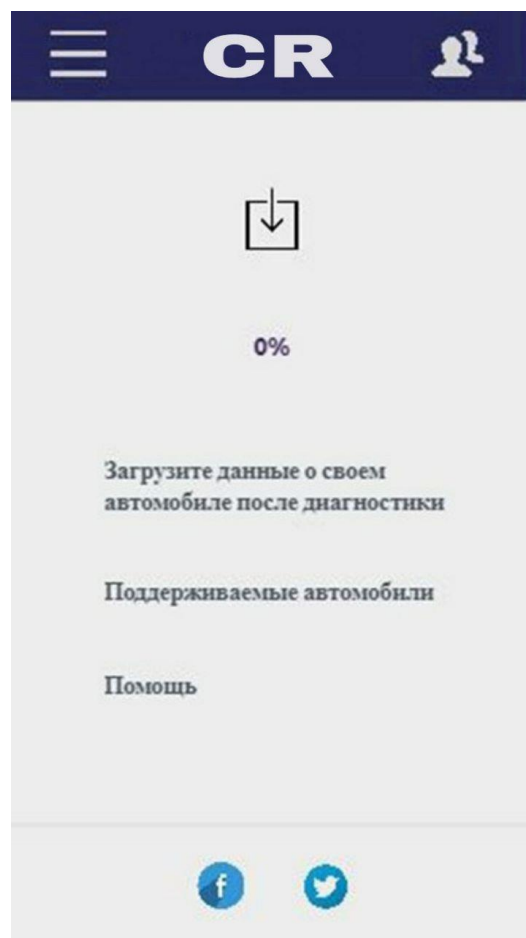 CR
0%
Загрузите данные о своем
автомобиле после диагностики
Поддерживаемые автомобили
Помощь